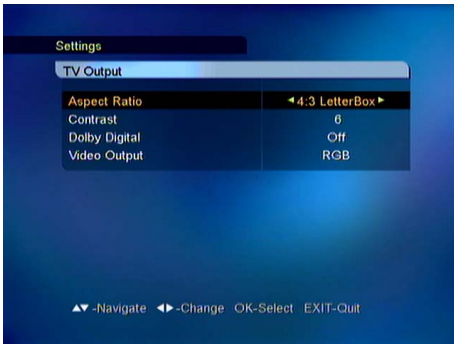 Settings
TV Output
Aspect Ratio ◄4:3 LetterBox►
Contrast 6
Dolby Digital Off
Video Output RGB
▲▼-Navigate ◄►-Change OK-Select EXIT-Quit